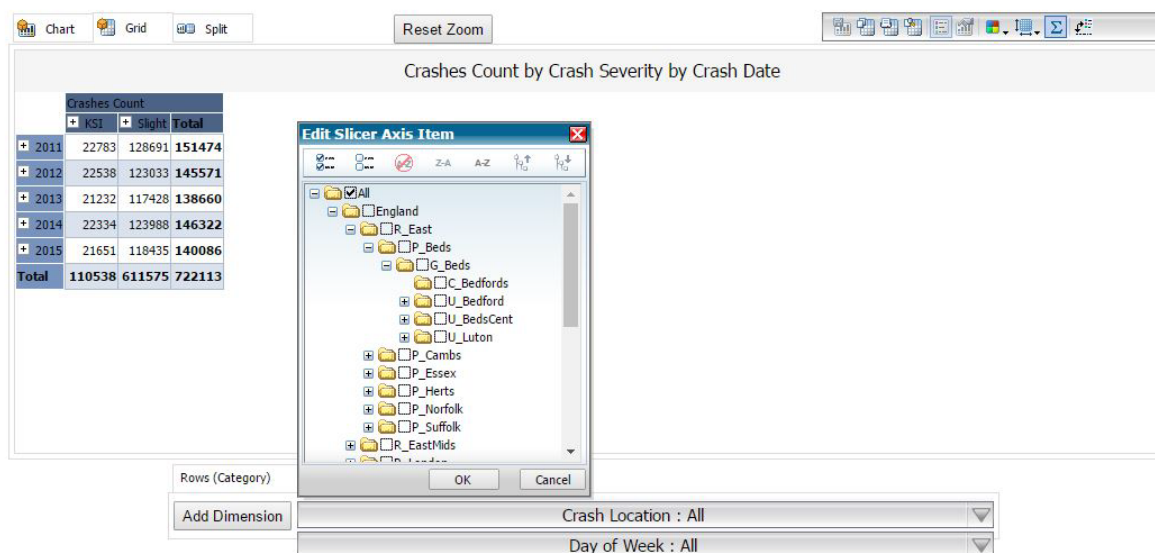 Chart Grid Split Reset Zoom
Crashes Count by Crash Severity by Crash Date
Crashes Count
KSI Slight Total
2011 22783 128691 151474
2012 22538 123033 145571
2013 21232 117428 138660
2014 22334 123988 146322
2015 21651 118435 140086
Total 110538 611575 722113
Edit Slicer Axis Item
Z-A A-Z
All
England
R_East
P_Beds
G_Beds
C_Bedfords
U_Bedford
U_BedsCent
U_Luton
P_Cambs
P_Essex
P_Herts
P_Norfolk
P_Suffolk
R_EastMids
OK Cancel
Rows (Category)
Add Dimension Crash Location : All
Day of Week : All